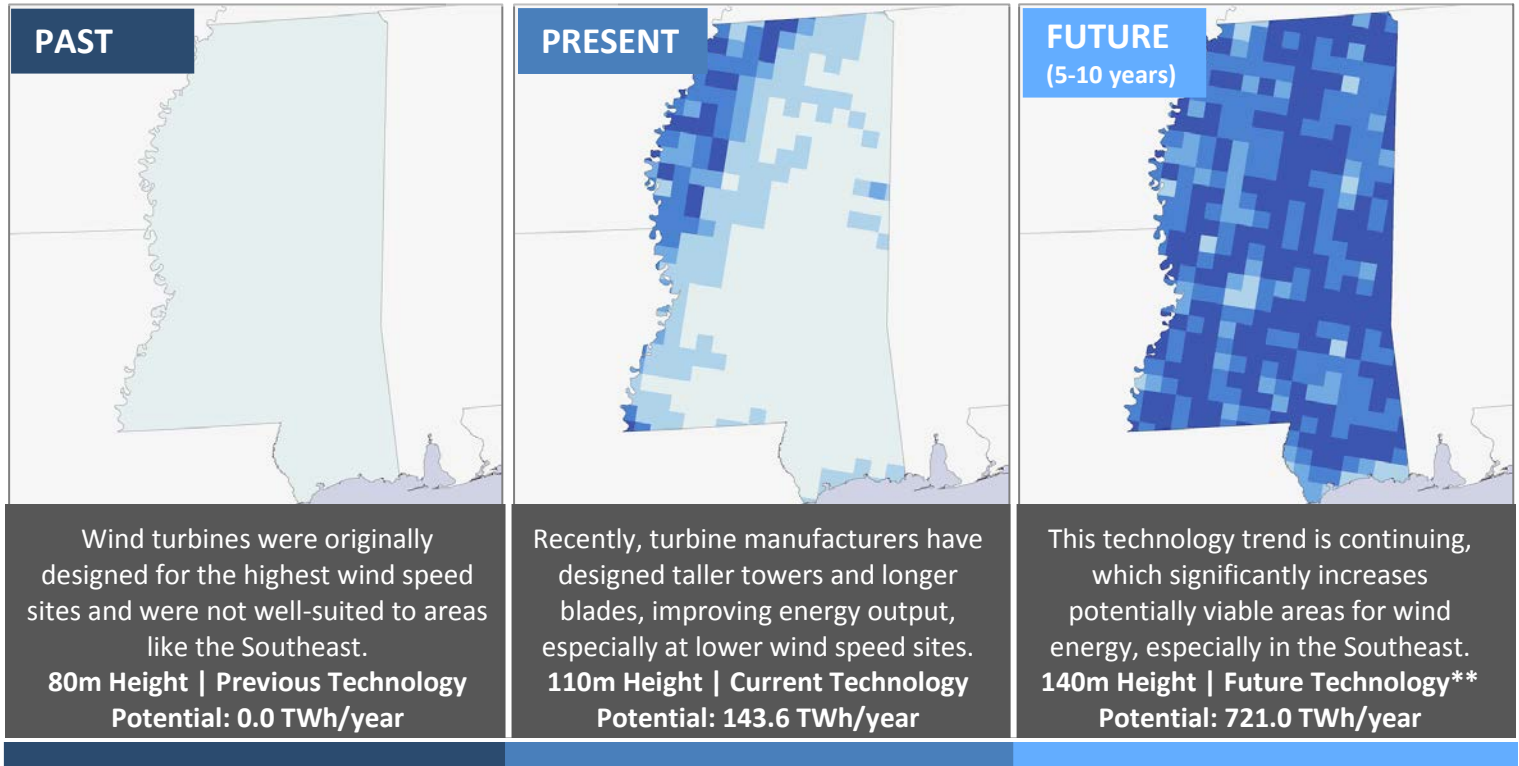 PAST
Wind turbines were originally
designed for the highest wind speed
sites and were not well-suited to areas
like the Southeast.
80m Height | Previous Technology
Potential: 0.0 TWh/year
PRESENT
Recently, turbine manufacturers have
designed taller towers and longer
blades, improving energy output,
especially at lower wind speed sites.
110m Height | Current Technology
Potential: 143.6 TWh/year
FUTURE
(5-10 years)
This technology trend is continuing,
which significantly increases
potentially viable areas for wind
energy, especially in the Southeast.
140m Height | Future Technology**
Potential: 721.0 TWh/year